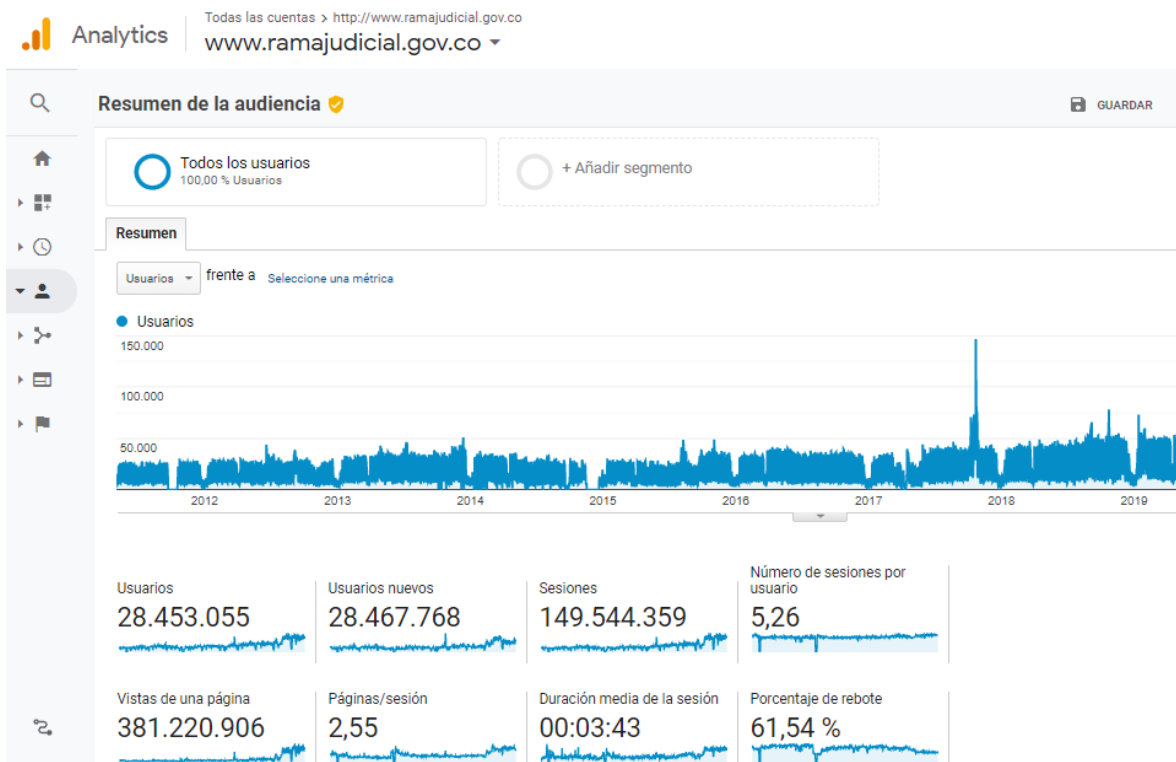 Analytics
Todas las cuentas > http://www.ramajudicial.gov.co
www.ramajudicial.gov.co
Resumen de la audiencia
GUARDAR
Todos los usuarios
100,00 % Usuarios
+ Añadir segmento
Resumen
Usuarios
frente a
Seleccione una métrica
Usuarios
150.000
100.000
50.000
2012 2013 2014 2015 2016 2017 2018 2019
Usuarios
28.453.055
Usuarios nuevos
28.467.768
Sesiones
149.544.359
Número de sesiones por
usuario
5,26
Vistas de una página
381.220.906
Páginas/sesión
2,55
Duración media de la sesión
00:03:43
Porcentaje de rebote
61,54 %